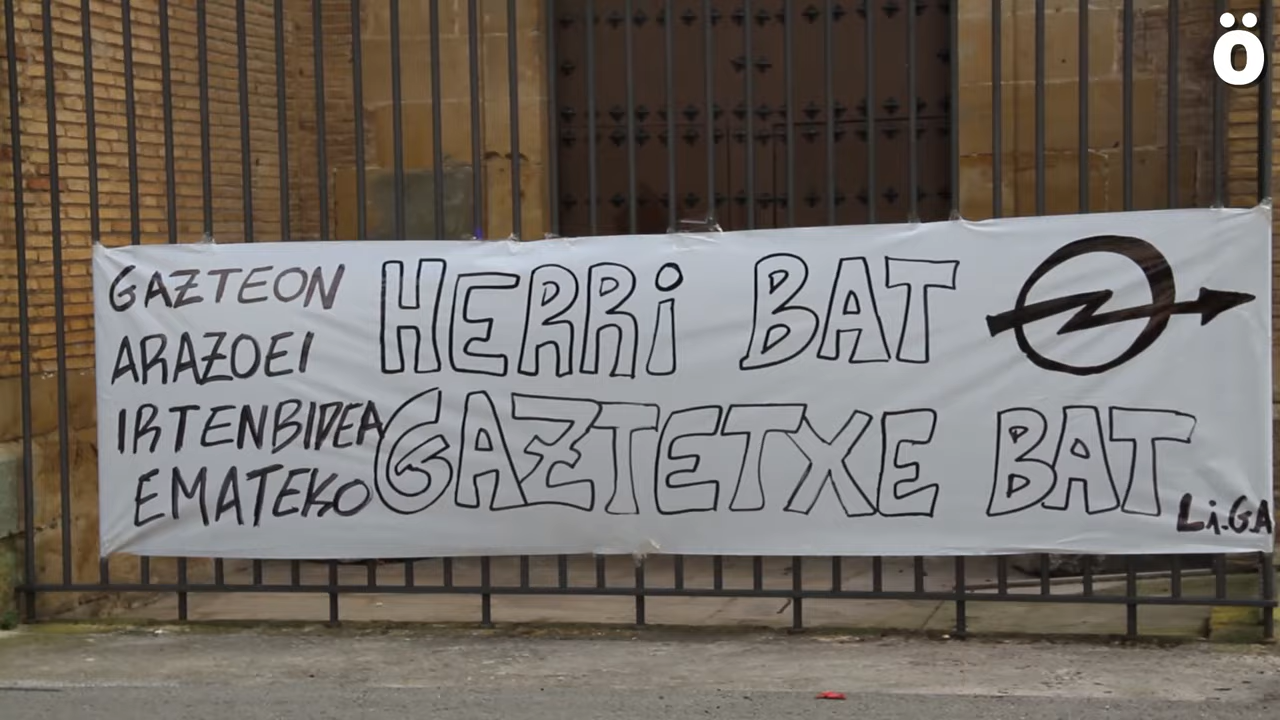 GAZTEON
ARAZOEI
IRTENBIDEA
EMATEKO
HERRi BAT
GAZTETXE BAT
Li.GA
ö